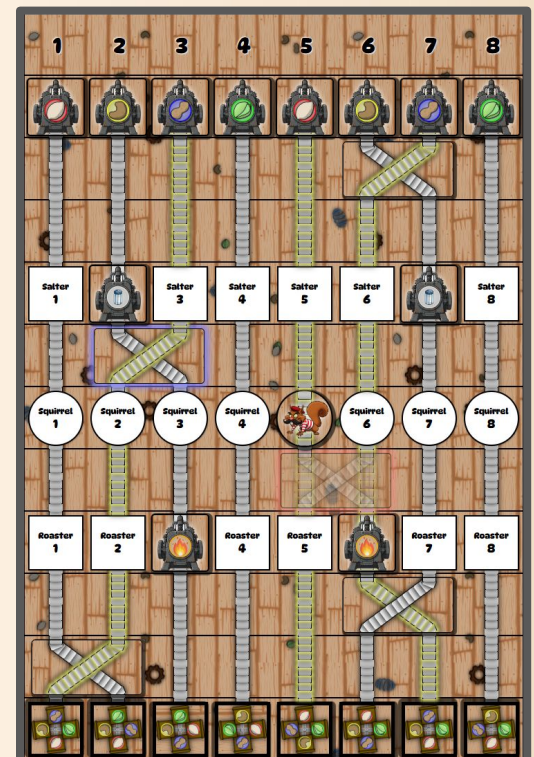 1 2 3 4 5 6 7 8
Salter Salter Salter Salter Salter Salter
1 3 4 5 6 8
Squirrel Squirrel Squirrel Squirrel Squirrel Squirrel Squirrel
1 2 3 4 6 7 8
Roaster Roaster Roaster Roaster Roaster Roaster
1 2 4 5 7 8